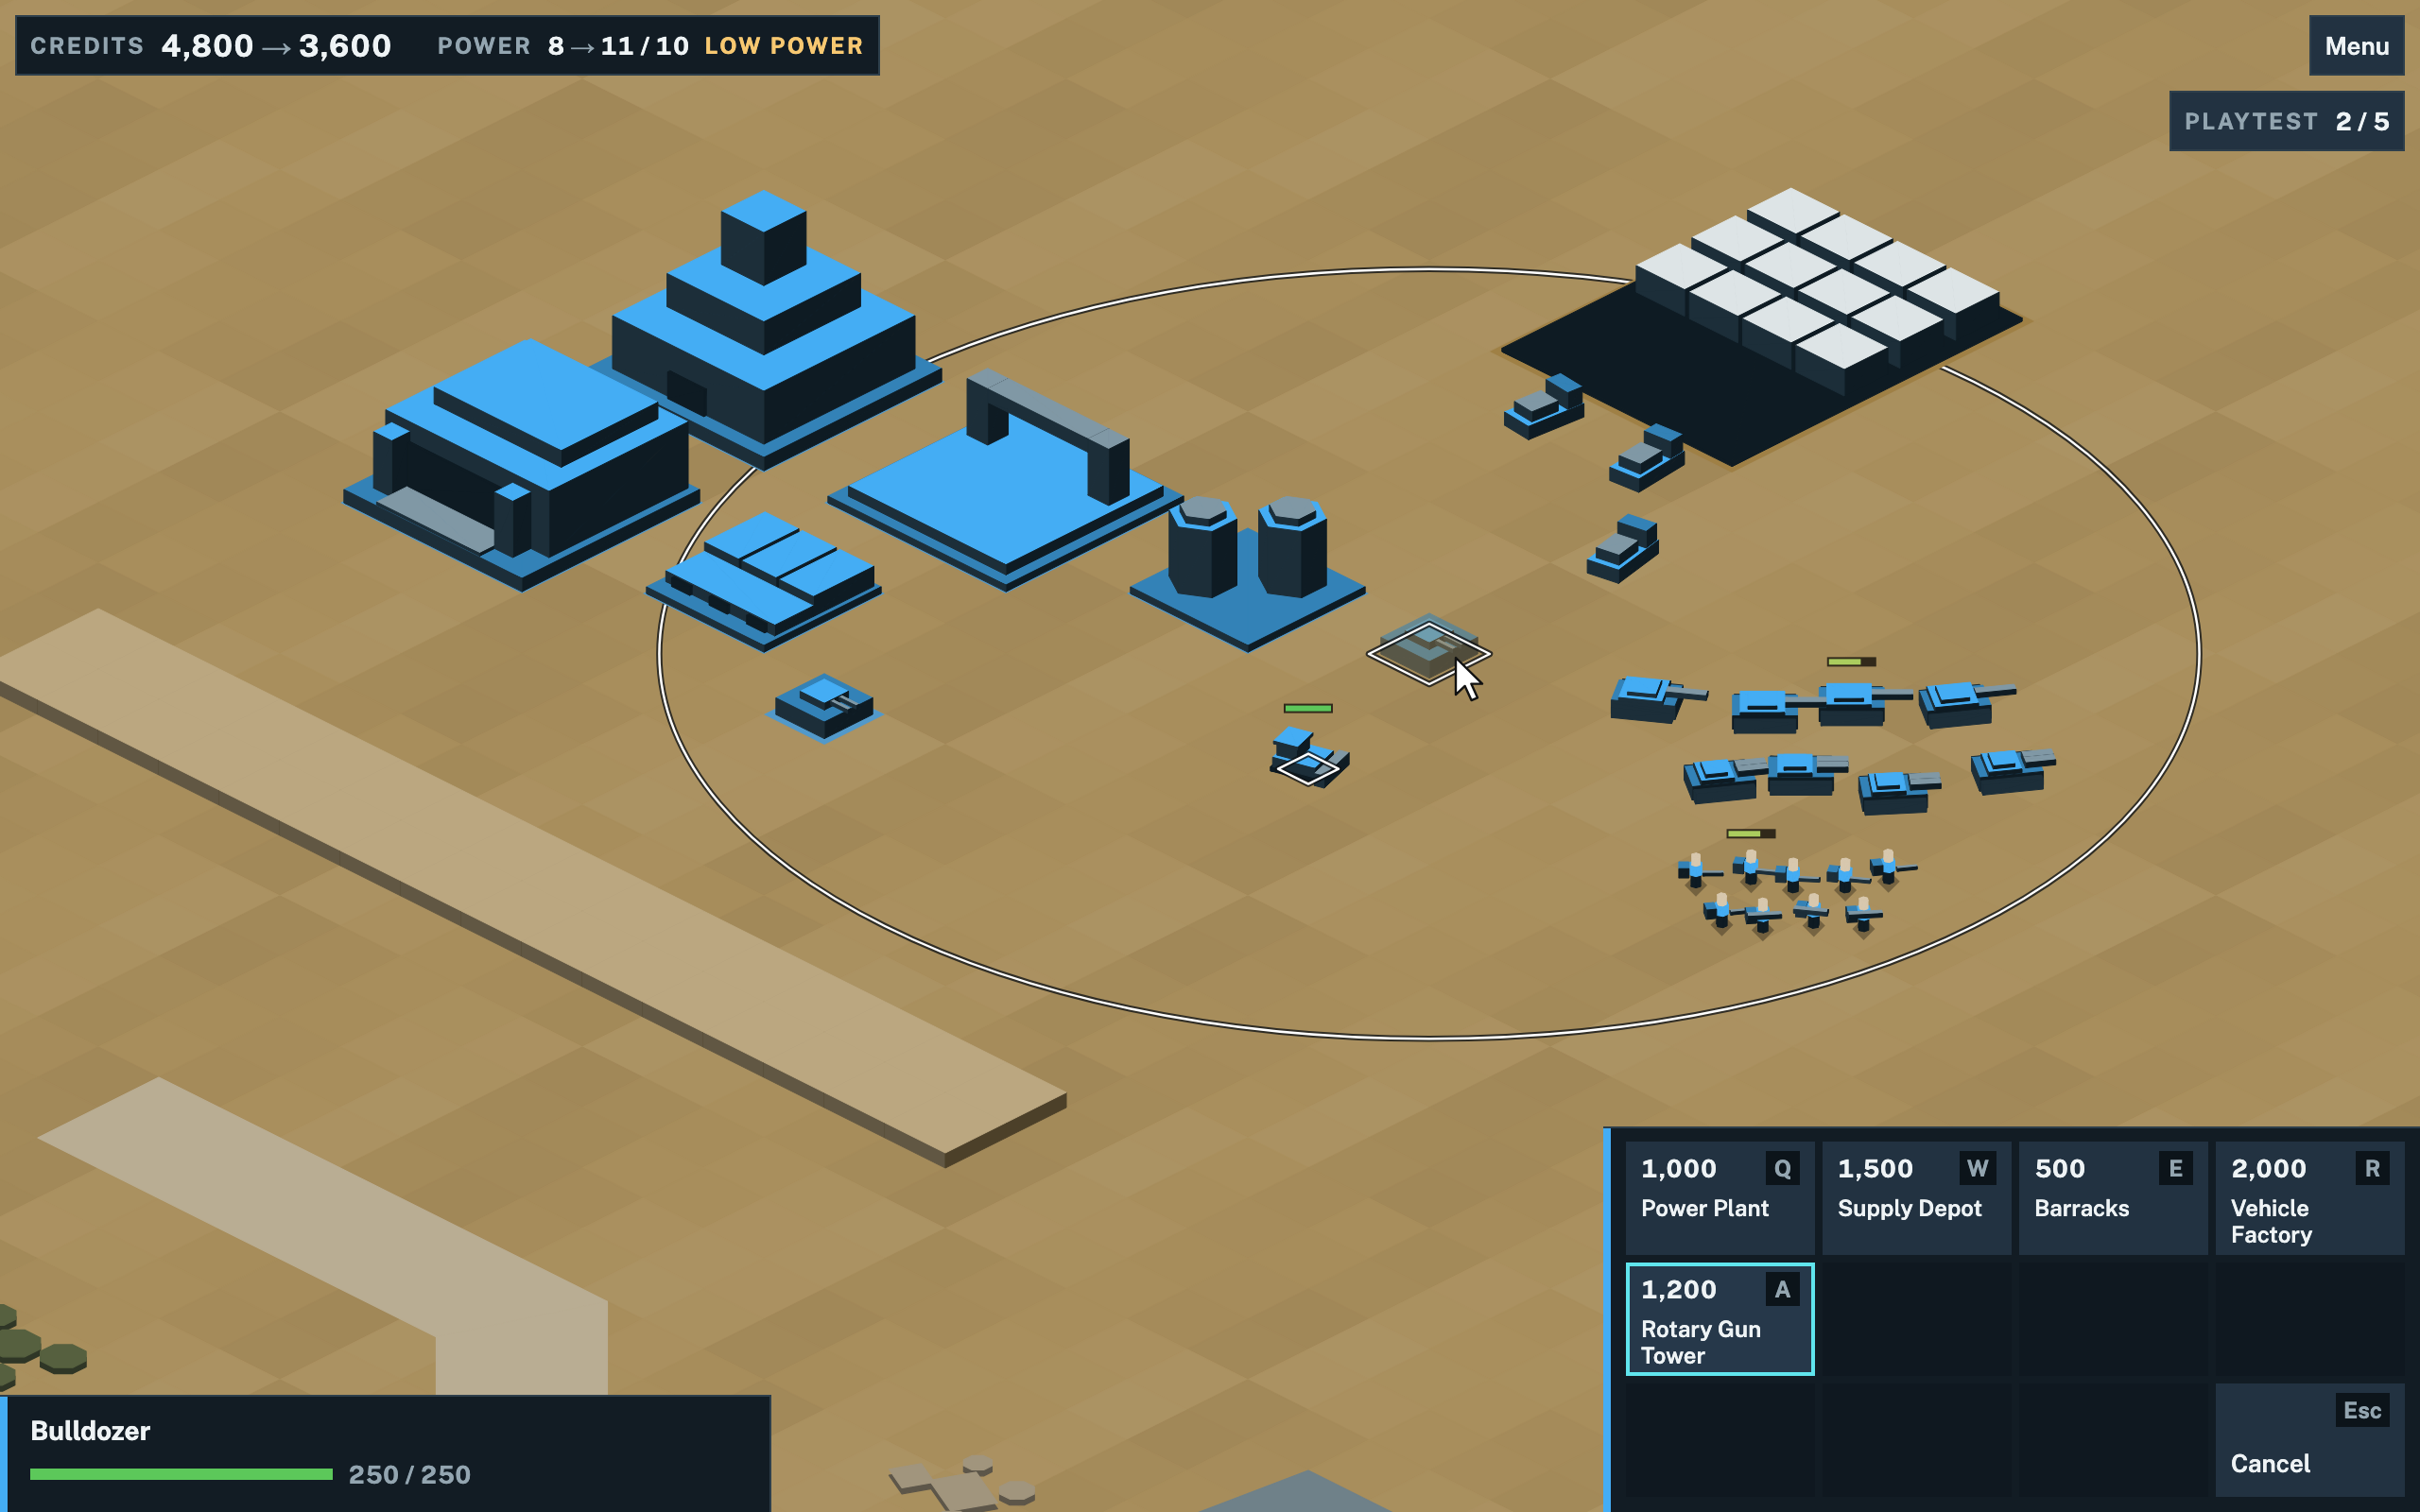 CREDITS 4,800→3,600 POWER 8→11/10 LOW POWER
Menu
PLAYTEST 2/5
1,000 Q
Power Plant
1,500 W
Supply Depot
500 E
Barracks
2,000 R
Vehicle
Factory
1,200 A
Rotary Gun
Tower
Esc
Cancel
Bulldozer
250/250